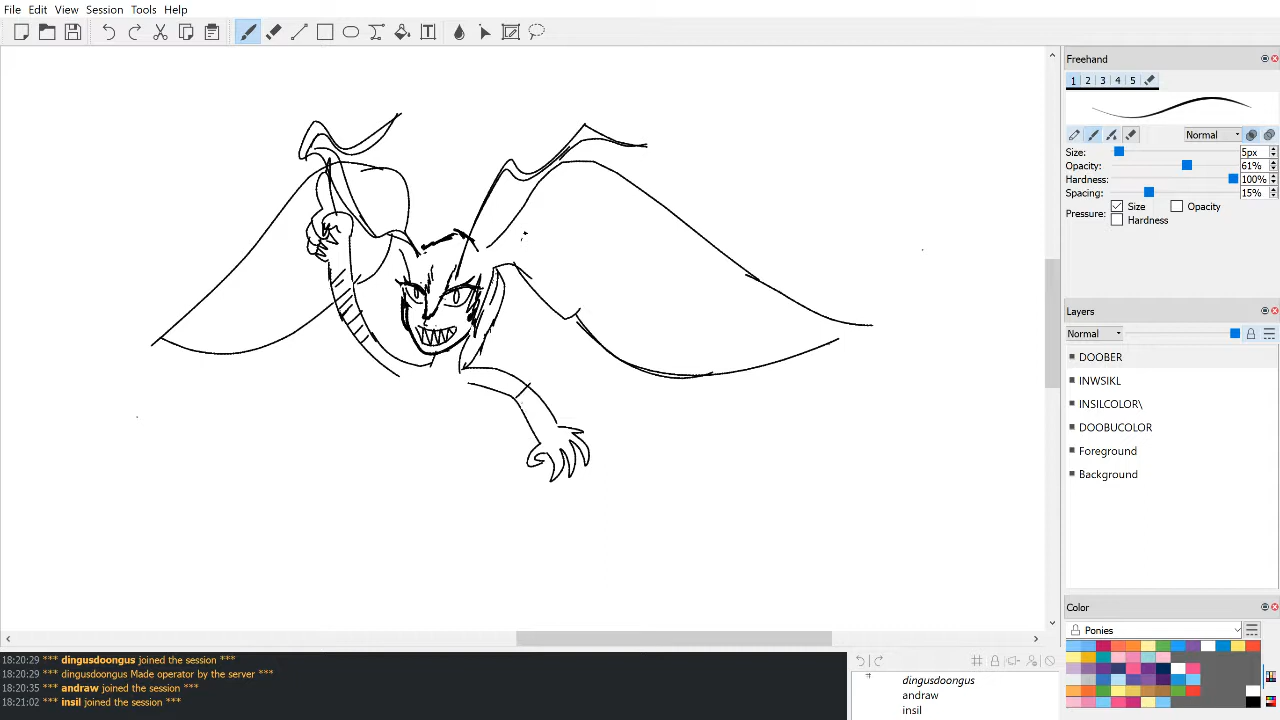 File Edit View Session Tools Help
Freehand
1 2 3 4 5
Normal
Size: 5px
Opacity: 61%
Hardness: 100%
Spacing: 15%
Pressure: Size Opacity
Hardness
Layers
Normal
DOOBER
INWSIKL
INSILCOLOR\
DOOBUCOLOR
Foreground
Background
Color
Ponies
18:20:29 *** dingusdoongus joined the session ***
18:20:29 *** dingusdoongus Made operator by the server ***
18:20:35 *** andraw joined the session ***
18:21:02 *** insil joined the session ***
dingusdoongus
andraw
insil